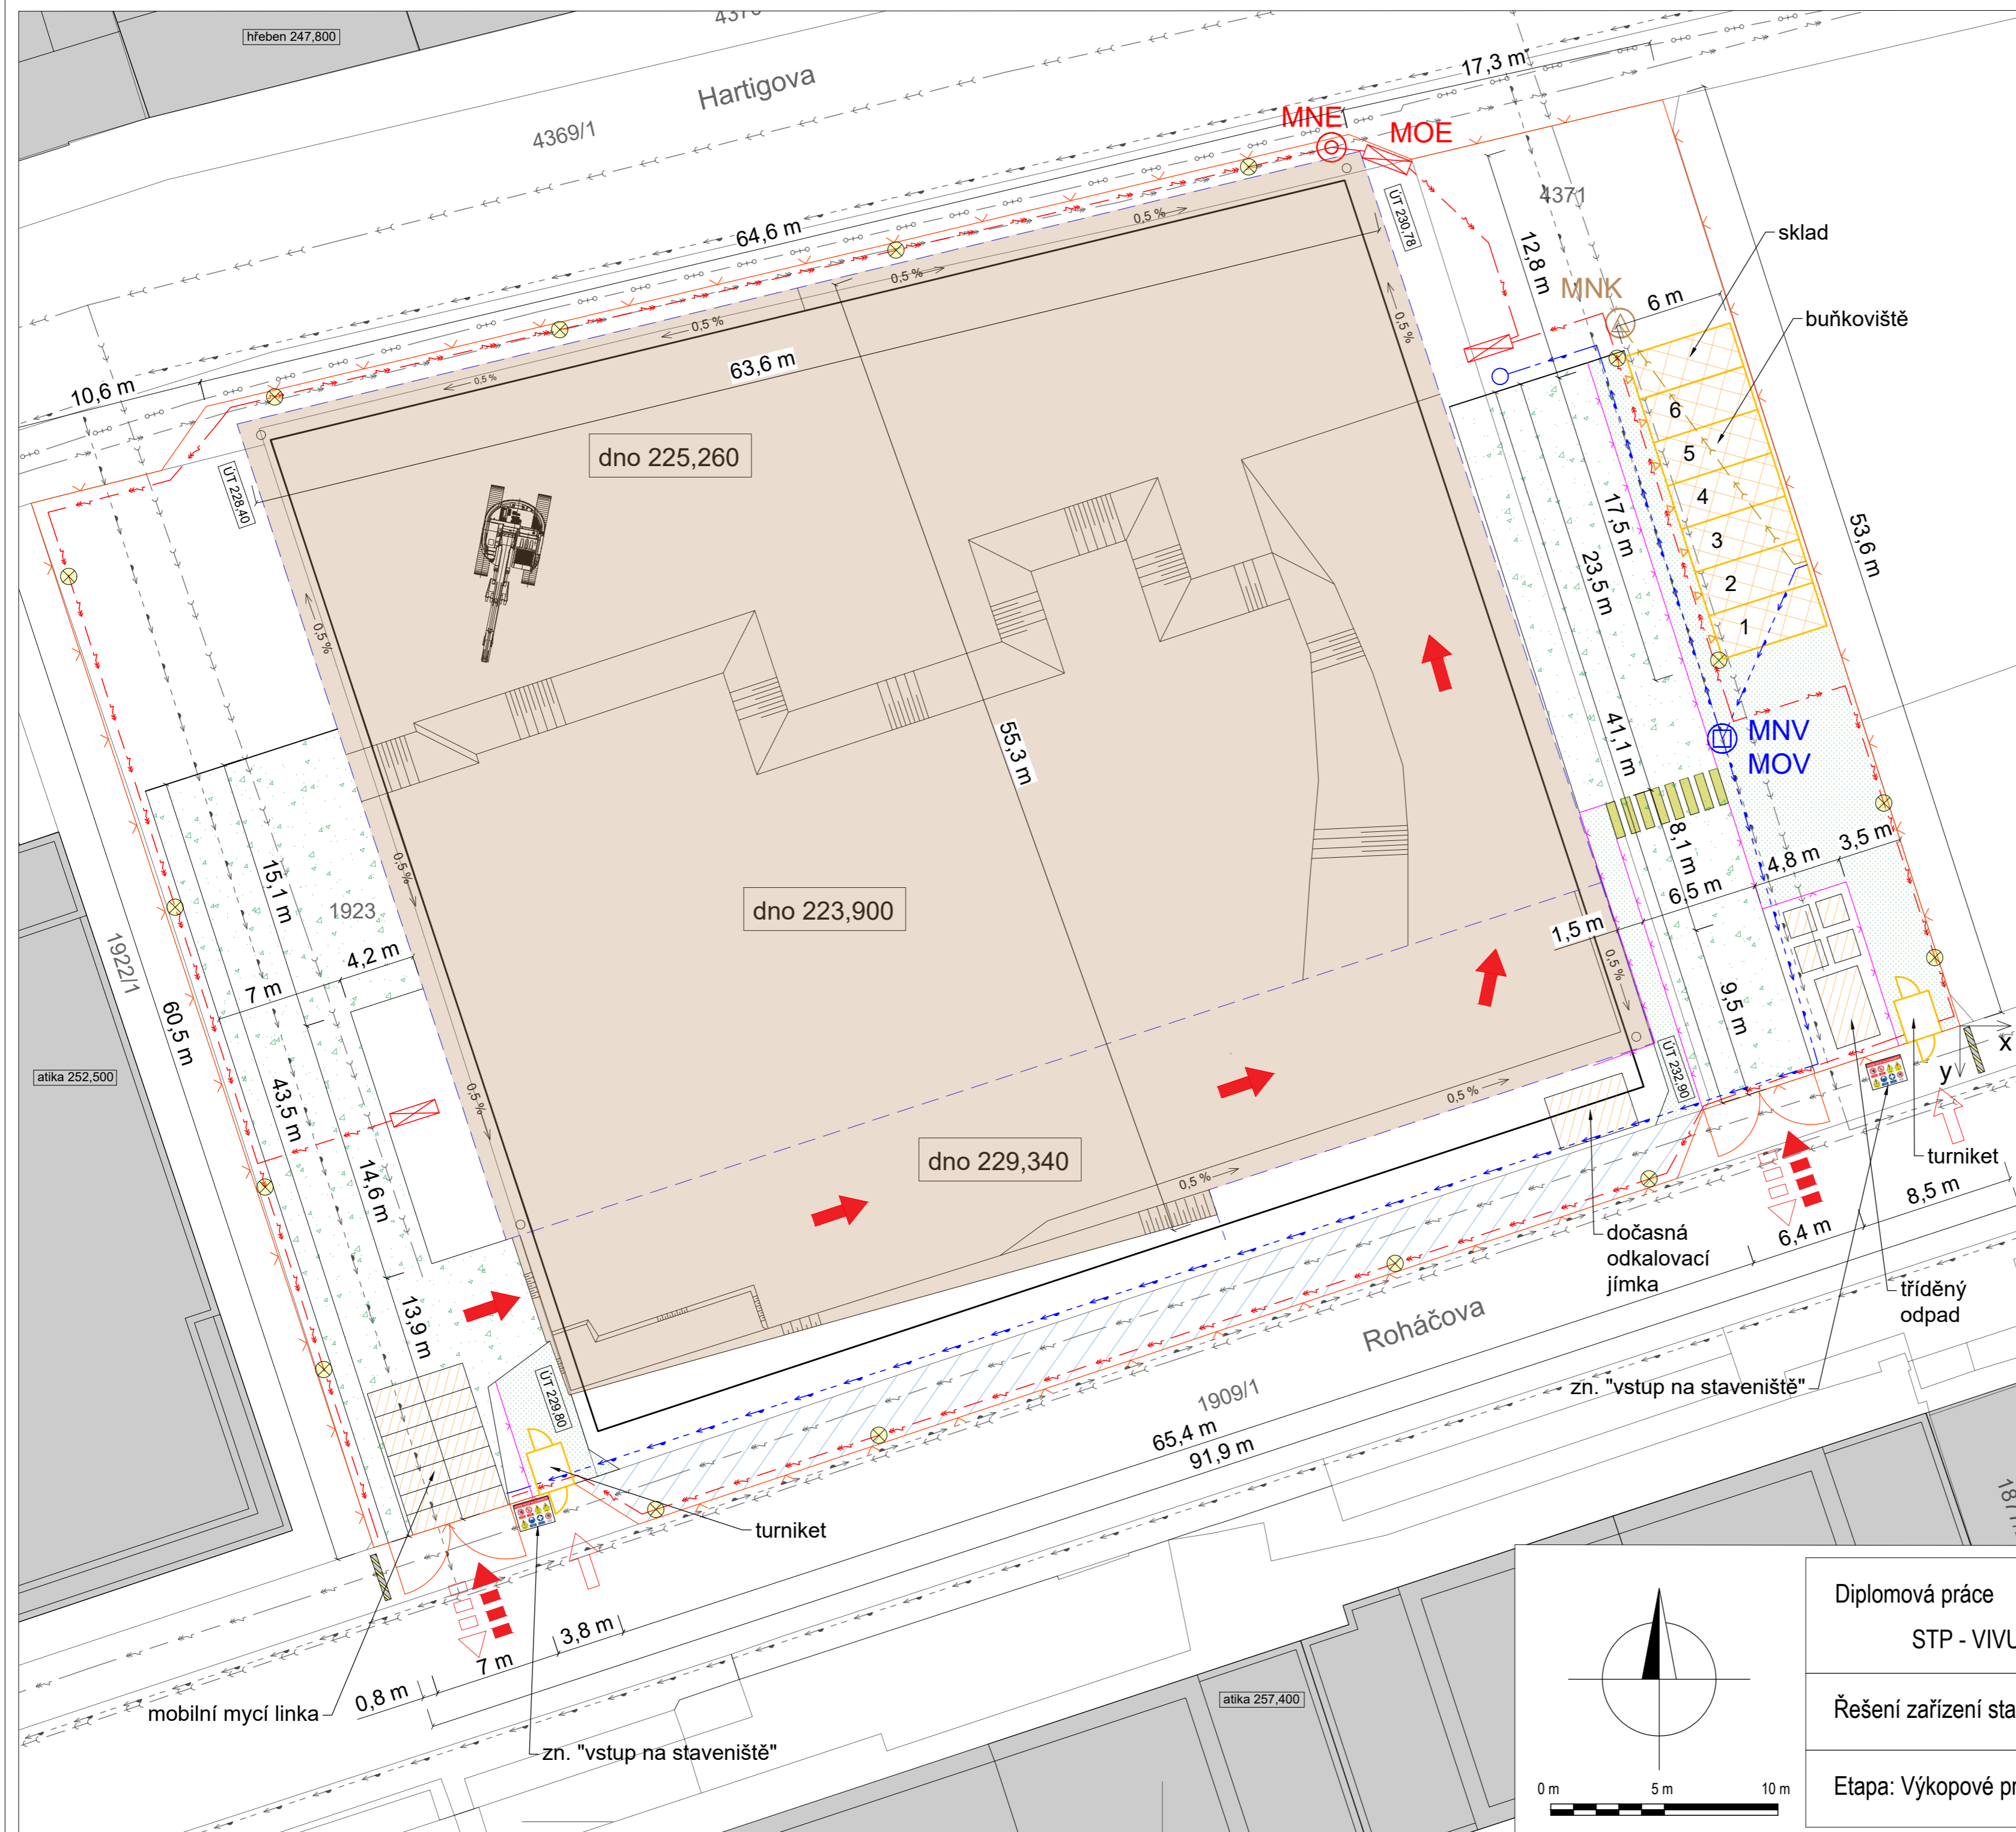 hřeben 247,800
Hartigova
4369/1
17,3 m
MNE
MOE
4371
ÚT 230,78
64,6 m
0,5 %
0,5 %
12,8 m
sklad
MNK
6 m
buňkoviště
0,5 %
0,5 %
0,5 %
63,6 m
10,6 m
dno 225,260
ÚT 228,40
6
5
4
3
2
1
17,5 m
23,5 m
53,6 m
0,5 %
55,3 m
41,1 m
MNV
MOV
8,1 m
4,8 m
3,5 m
6,5 m
1,5 m
15,1 m
1923
0,5 %
dno 223,900
4,2 m
7 m
1922/1
60,5 m
atika 252,500
43,5 m
0,5 %
0,5 %
9,5 m
x
y
ÚT 232,90
0,5 %
dno 229,340
0,5 %
14,6 m
turniket
8,5 m
6,4 m
dočasná
odkalovací
jímka
tříděný
odpad
13,9 m
Roháčova
ÚT 229,80
zn. "vstup na staveniště"
1909/1
65,4 m
91,9 m
turniket
3,8 m
7 m
0,8 m
mobilní mycí linka
zn. "vstup na staveniště"
atika 257,400
Diplomová práce
STP - VIVU
Řešení zařízení sta
Etapa: Výkopové pr
0 m
5 m
10 m